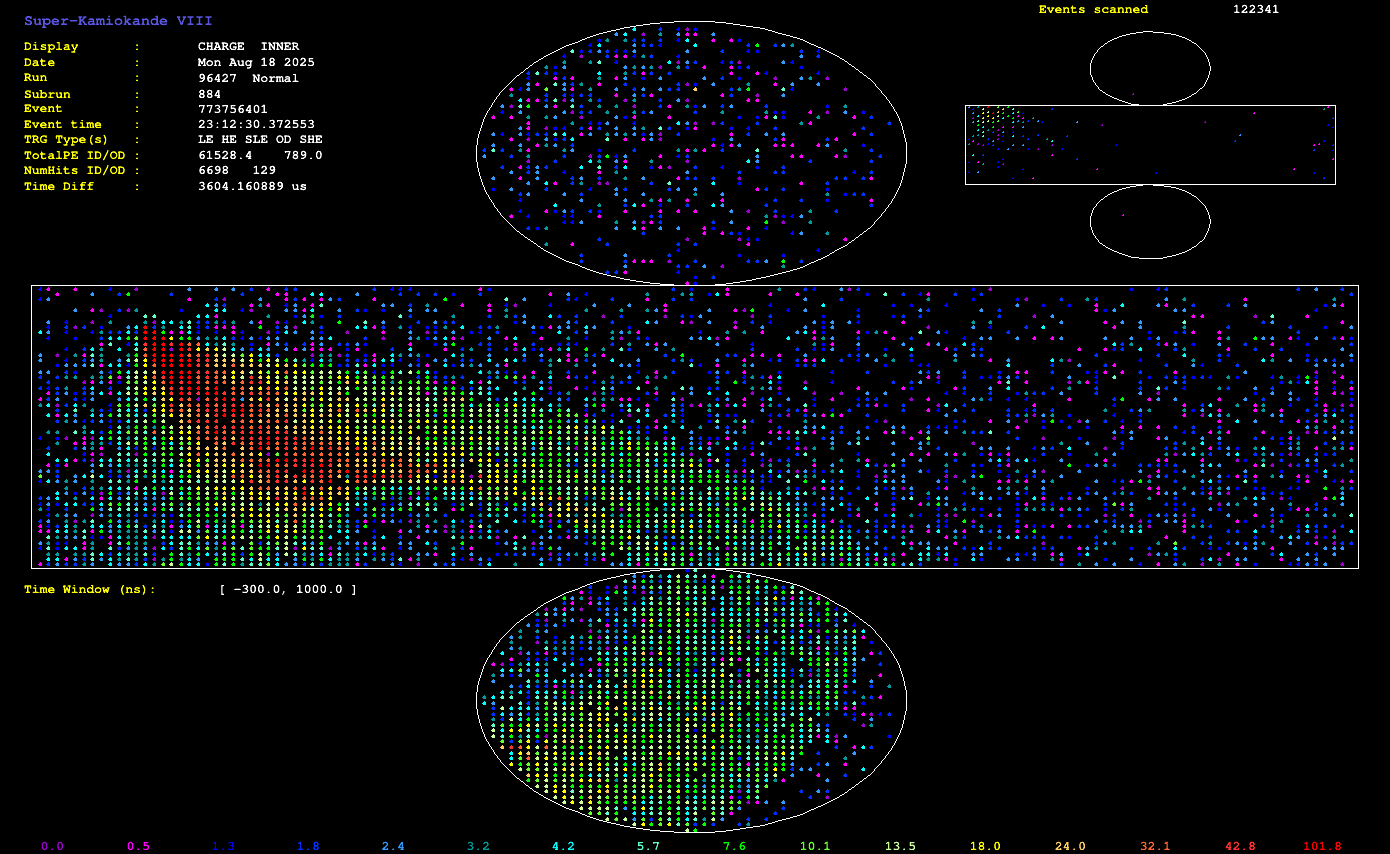 Super-Kamiokande VIII
Display : CHARGE INNER
Date : Mon Aug 18 2025
Run : 96427 Normal
Subrun : 884
Event : 773756401
Event time : 23:12:30.372553
TRG Type(s) : LE HE SLE OD SHE
TotalPE ID/OD : 61528.4 789.0
NumHits ID/OD : 6698 129
Time Diff : 3604.160889 us
Events scanned 122341
Time Window (ns): [ -300.0, 1000.0 ]
0.0 0.5 1.3 1.8 2.4 3.2 4.2 5.7 7.6 10.1 13.5 18.0 24.0 32.1 42.8 101.8